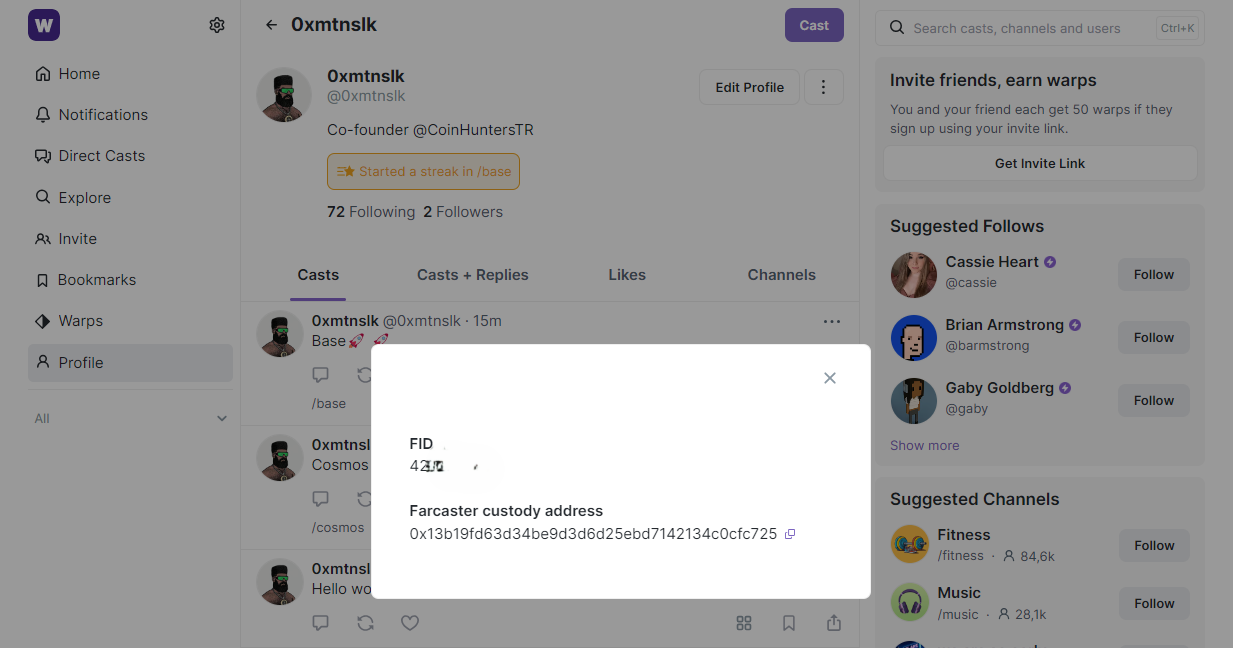 W
Home
Notifications
Direct Casts
Explore
Invite
Bookmarks
Warps
Profile
All
0xmtnslk
Cast
0xmtnslk
@0xmtnslk
Edit Profile
Co-founder @CoinHuntersTR
Started a streak in /base
72 Following 2 Followers
Casts
Casts + Replies
Likes
Channels
0xmtnslk @0xmtnslk · 15m
Base🚀 🚀
/base
0xmtnsl
Cosmos
/cosmos
0xmtnsl
Hello wo
FID
Farcaster custody address
0x13b19fd63d34be9d3d6d25ebd7142134c0cfc725
Search casts, channels and users
Ctrl+K
Invite friends, earn warps
You and your friend each get 50 warps if they
sign up using your invite link.
Get Invite Link
Suggested Follows
Cassie Heart
@cassie
Follow
Brian Armstrong
@barmstrong
Follow
Gaby Goldberg
@gaby
Follow
Show more
Suggested Channels
Fitness
/fitness · 84,6k
Follow
Music
/music · 28,1k
Follow